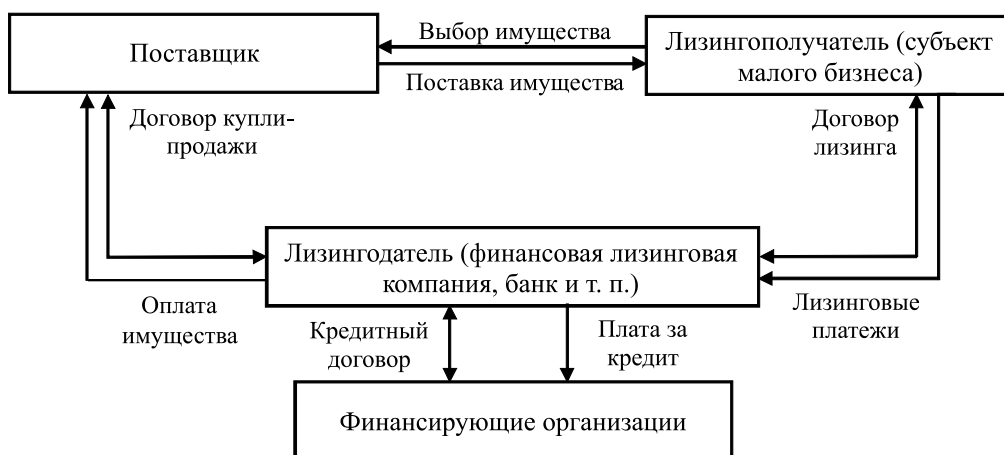 Поставщик
Выбор имущества
Поставка имущества
Лизингополучатель (субъект
малого бизнеса)
Договор купли-
продажи
Договор
лизинга
Лизингодатель (финансовая лизинговая
компания, банк и т. п.)
Оплата
имущества
Лизинговые
платежи
Кредитный
договор
Плата за
кредит
Финансирующие организации